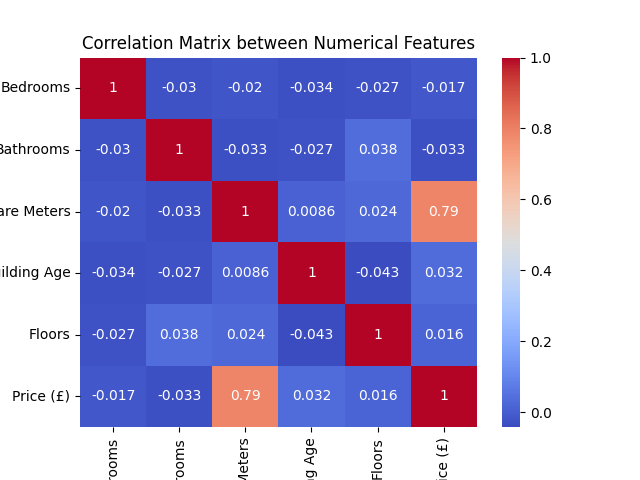 Correlation Matrix between Numerical Features
Bedrooms 1 -0.03 -0.02 -0.034 -0.027 -0.017
Bathrooms -0.03 1 -0.033 -0.027 0.038 -0.033
are Meters -0.02 -0.033 1 0.0086 0.024 0.79
ilding Age -0.034 -0.027 0.0086 1 -0.043 0.032
Floors -0.027 0.038 0.024 -0.043 1 0.016
Price (£) -0.017 -0.033 0.79 0.032 0.016 1
rooms
rooms
Meters
ng Age
Floors
ice (£)
1.0
0.8
0.6
0.4
0.2
0.0